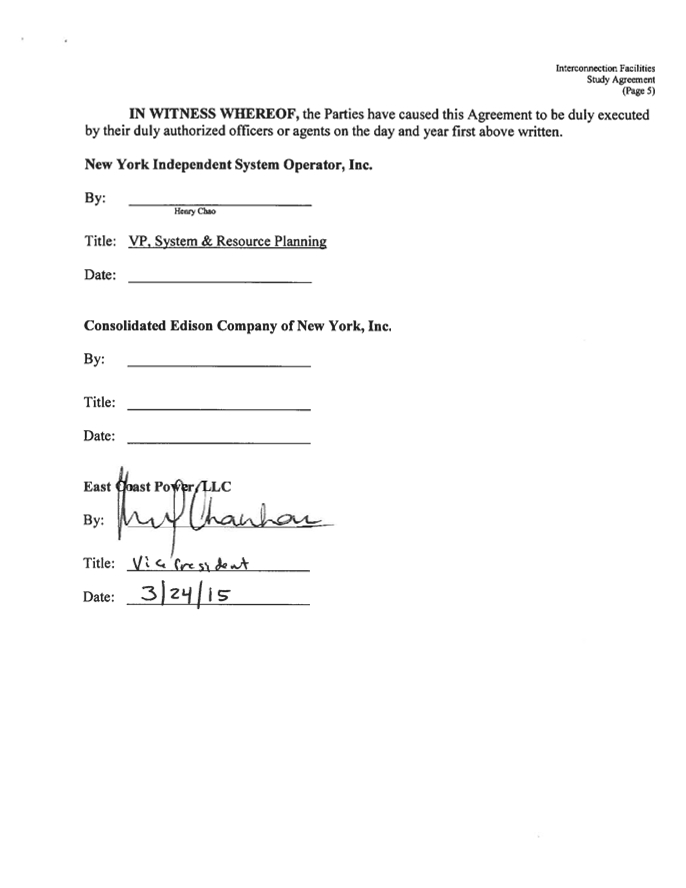 Interconnection Facilities
Study Agreement
(Page 5)
IN WITNESS WHEREOF, the Parties have caused this Agreement to be duly executed
by their duly authorized officers or agents on the day and year first above written.
New York Independent System Operator, Inc.
By:
Henry Chao
Title: VP, System & Resource Planning
Date:
Consolidated Edison Company of New York, Inc.
By:
Title:
Date:
East Coast Power, LLC
By:
Title: Vice President
Date: 3/24/15